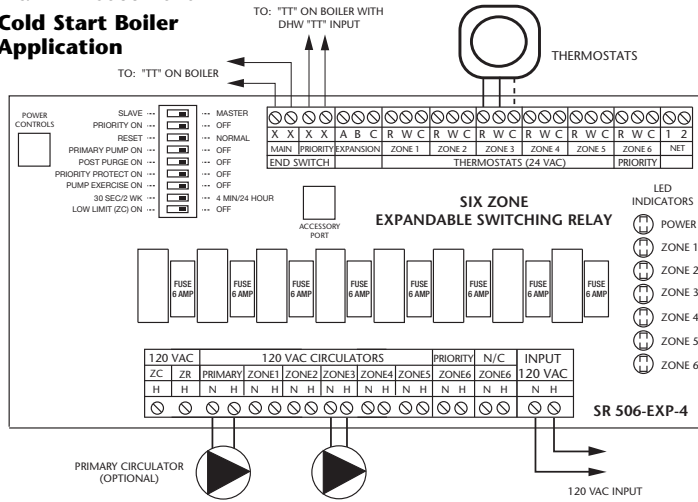 Cold Start Boiler
Application
TO: "TT" ON BOILER WITH
DHW "TT" INPUT
TO: "TT" ON BOILER
THERMOSTATS
POWER
CONTROLS
SLAVE MASTER
PRIORITY ON OFF
RESET NORMAL
PRIMARY PUMP ON OFF
POST PURGE ON OFF
PRIORITY PROTECT ON OFF
PUMP EXERCISE ON OFF
30 SEC/2 WK 4 MIN/24 HOUR
LOW LIMIT (ZC) ON OFF
X X X X A B C R W C R W C R W C R W C R W C R W C 1 2
MAIN PRIORITY EXPANSION ZONE 1 ZONE 2 ZONE 3 ZONE 4 ZONE 5 ZONE 6 NET
END SWITCH THERMOSTATS (24 VAC) PRIORITY
ACCESSORY
PORT
SIX ZONE
EXPANDABLE SWITCHING RELAY
LED
INDICATORS
POWER
ZONE 1
ZONE 2
ZONE 3
ZONE 4
ZONE 5
ZONE 6
FUSE FUSE FUSE FUSE FUSE FUSE FUSE FUSE
6 AMP 6 AMP 6 AMP 6 AMP 6 AMP 6 AMP 6 AMP 6 AMP
120 VAC 120 VAC CIRCULATORS PRIORITY N/C INPUT
ZC ZR PRIMARY ZONE1 ZONE2 ZONE3 ZONE4 ZONE5 ZONE6 ZONE6 120 VAC
H H N H N H N H N H N H N H N H N H N H
SR 506-EXP-4
PRIMARY CIRCULATOR
(OPTIONAL)
120 VAC INPUT